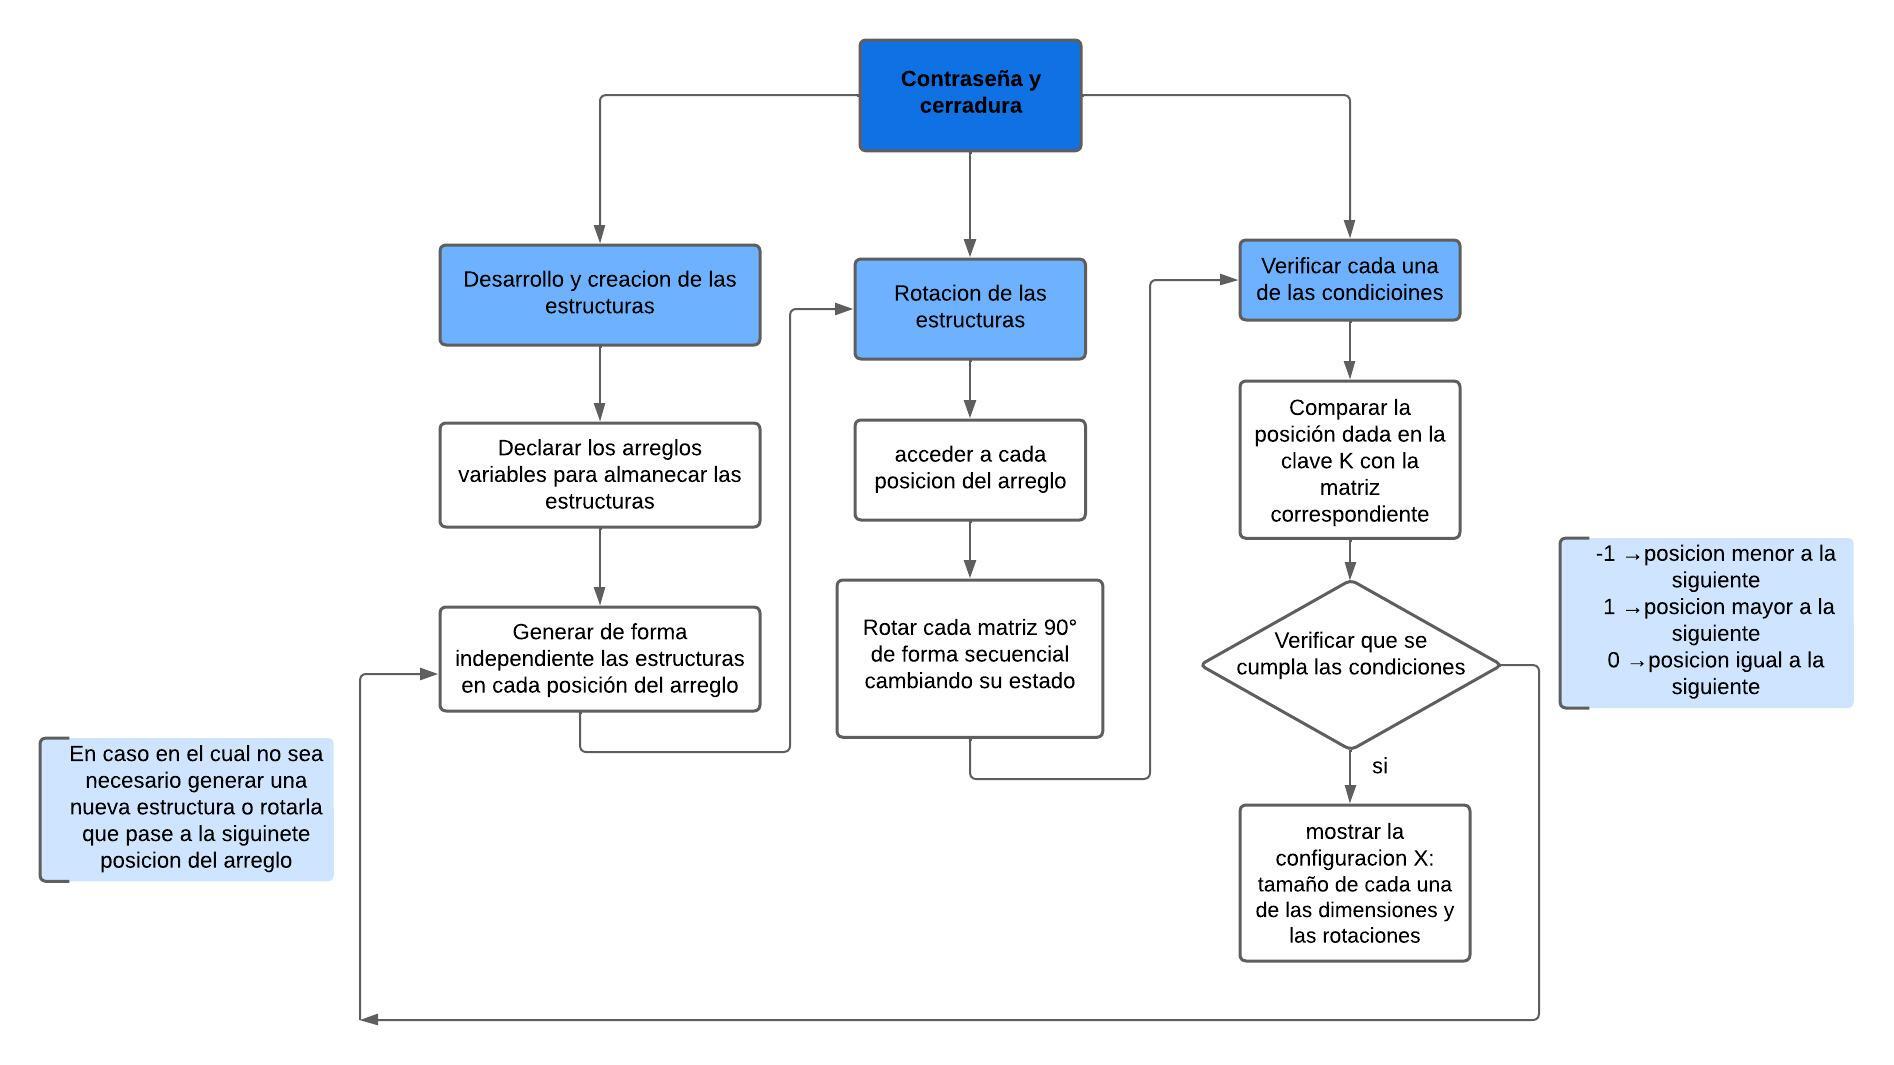 Contraseña y
cerradura
Desarrollo y creacion de las
estructuras
Declarar los arreglos
variables para almanecar las
estructuras
Generar de forma
independiente las estructuras
en cada posición del arreglo
En caso en el cual no sea
necesario generar una
nueva estructura o rotarla
que pase a la siguinete
posicion del arreglo
Rotacion de las
estructuras
acceder a cada
posicion del arreglo
Rotar cada matriz 90°
de forma secuencial
cambiando su estado
Verificar cada una
de las condicioines
Comparar la
posición dada en la
clave K con la
matriz
correspondiente
Verificar que se
cumpla las condiciones
si
mostrar la
configuracion X:
tamaño de cada una
de las dimensiones y
las rotaciones
-1 →posicion menor a la
siguiente
1 →posicion mayor a la
siguiente
0 →posicion igual a la
siguiente